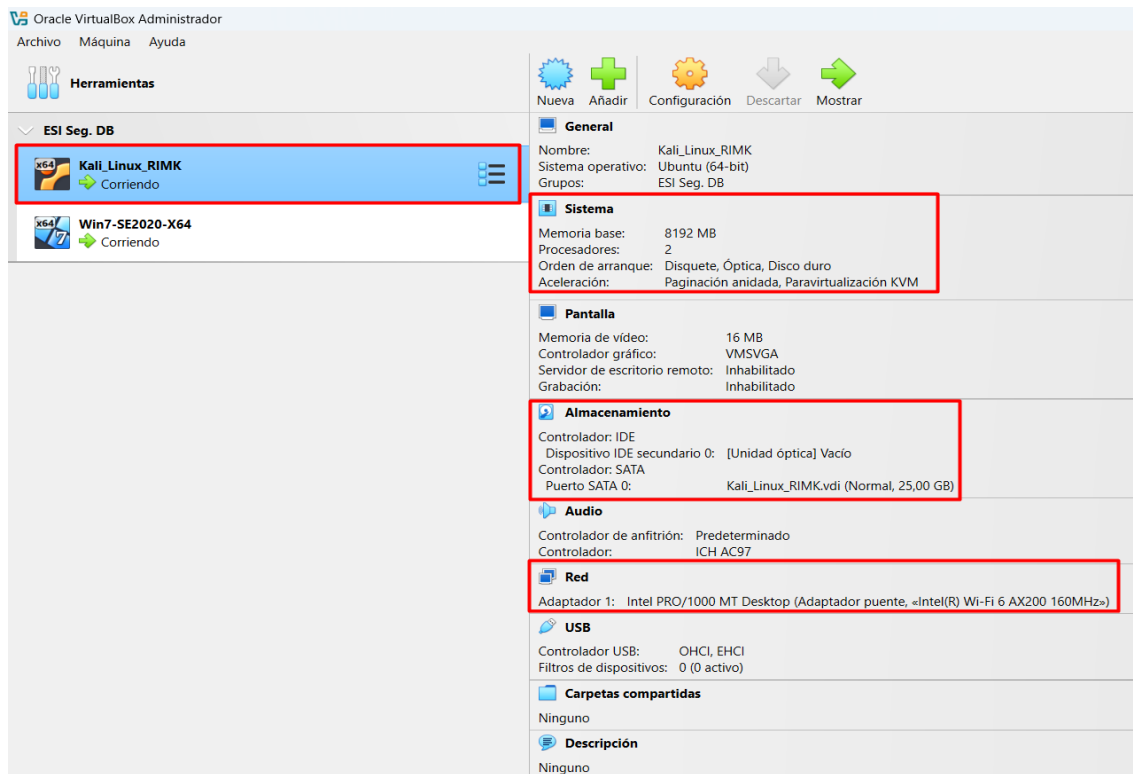 Oracle VirtualBox Administrador
Archivo Máquina Ayuda
Herramientas
Nueva Añadir Configuración Descartar Mostrar
ESI Seg. DB
x64
Kali_Linux_RIMK
Corriendo
x64
7
Win7-SE2020-X64
Corriendo
General
Nombre: Kali_Linux_RIMK
Sistema operativo: Ubuntu (64-bit)
Grupos: ESI Seg. DB
Sistema
Memoria base: 8192 MB
Procesadores: 2
Orden de arranque: Disquete, Óptica, Disco duro
Aceleración: Paginación anidada, Paravirtualización KVM
Pantalla
Memoria de vídeo: 16 MB
Controlador gráfico: VMSVGA
Servidor de escritorio remoto: Inhabilitado
Grabación: Inhabilitado
Almacenamiento
Controlador: IDE
Dispositivo IDE secundario 0: [Unidad óptica] Vacío
Controlador: SATA
Puerto SATA 0: Kali_Linux_RIMK.vdi (Normal, 25,00 GB)
Audio
Controlador de anfitrión: Predeterminado
Controlador: ICH AC97
Red
Adaptador 1: Intel PRO/1000 MT Desktop (Adaptador puente, «Intel(R) Wi-Fi 6 AX200 160MHz»)
USB
Controlador USB: OHCI, EHCI
Filtros de dispositivos: 0 (0 activo)
Carpetas compartidas
Ninguno
Descripción
Ninguno